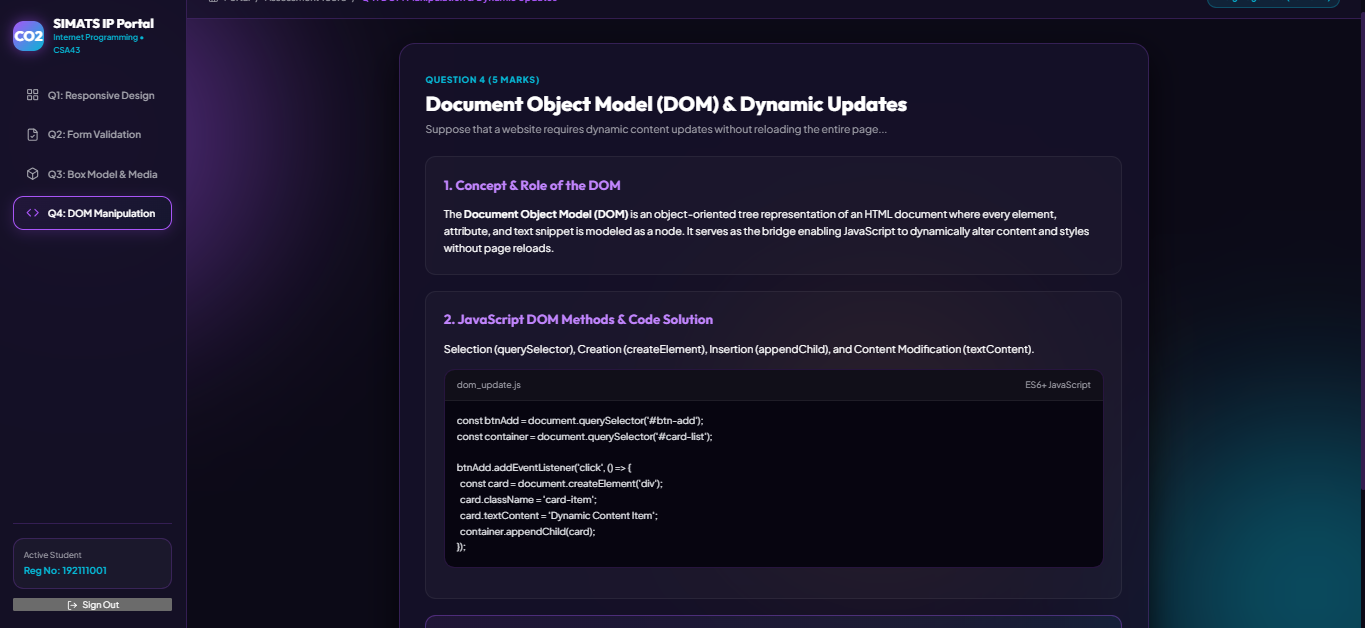 SIMATS IP Portal
CO2
Internet Programming •
CSA43
Q1: Responsive Design
Q2: Form Validation
Q3: Box Model & Media
Q4: DOM Manipulation
Active Student
Reg No: 192111001
Sign Out
QUESTION 4 (5 MARKS)
Document Object Model (DOM) & Dynamic Updates
Suppose that a website requires dynamic content updates without reloading the entire page...
1. Concept & Role of the DOM
The Document Object Model (DOM) is an object-oriented tree representation of an HTML document where every element,
attribute, and text snippet is modeled as a node. It serves as the bridge enabling JavaScript to dynamically alter content and styles
without page reloads.
2. JavaScript DOM Methods & Code Solution
Selection (querySelector), Creation (createElement), Insertion (appendChild), and Content Modification (textContent).
dom_update.js
ES6+ JavaScript
const btnAdd = document.querySelector('#btn-add');
const container = document.querySelector('#card-list');
btnAdd.addEventListener('click', () => {
const card = document.createElement('div');
card.className = 'card-item';
card.textContent = 'Dynamic Content Item';
container.appendChild(card);
});